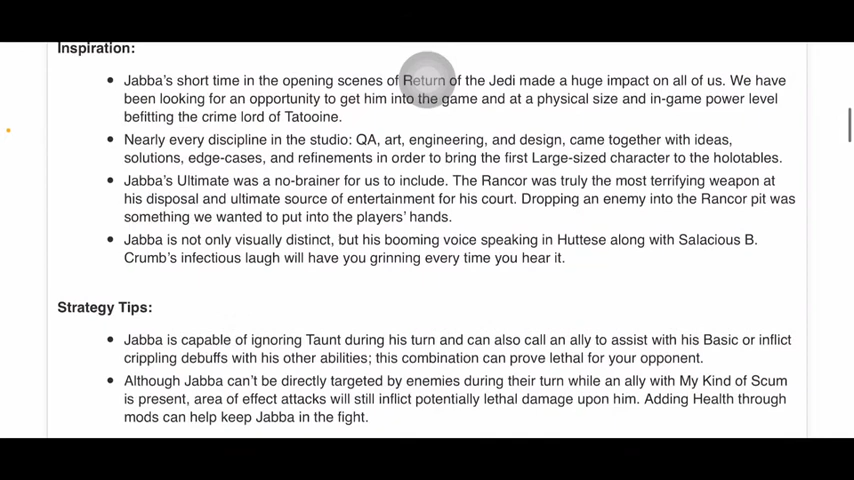 Inspiration:
Jabba's short time in the opening scenes of Return of the Jedi made a huge impact on all of us. We have
been looking for an opportunity to get him into the game and at a physical size and in-game power level
befitting the crime lord of Tatooine.
Nearly every discipline in the studio: QA, art, engineering, and design, came together with ideas,
solutions, edge-cases, and refinements in order to bring the first Large-sized character to the holotables.
Jabba's Ultimate was a no-brainer for us to include. The Rancor was truly the most terrifying weapon at
his disposal and ultimate source of entertainment for his court. Dropping an enemy into the Rancor pit was
something we wanted to put into the players' hands.
Jabba is not only visually distinct, but his booming voice speaking in Huttese along with Salacious B.
Crumb's infectious laugh will have you grinning every time you hear it.
Strategy Tips:
Jabba is capable of ignoring Taunt during his turn and can also call an ally to assist with his Basic or inflict
crippling debuffs with his other abilities; this combination can prove lethal for your opponent.
Although Jabba can't be directly targeted by enemies during their turn while an ally with My Kind of Scum
is present, area of effect attacks will still inflict potentially lethal damage upon him. Adding Health through
mods can help keep Jabba in the fight.